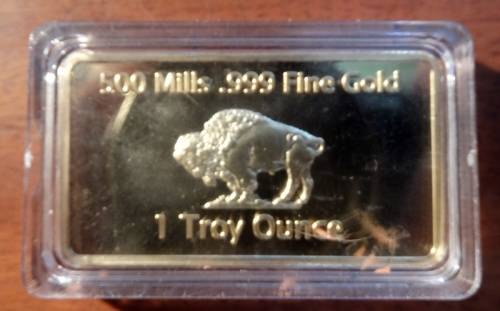 500 Mills .999 Fine Gold
1 Troy Ounce